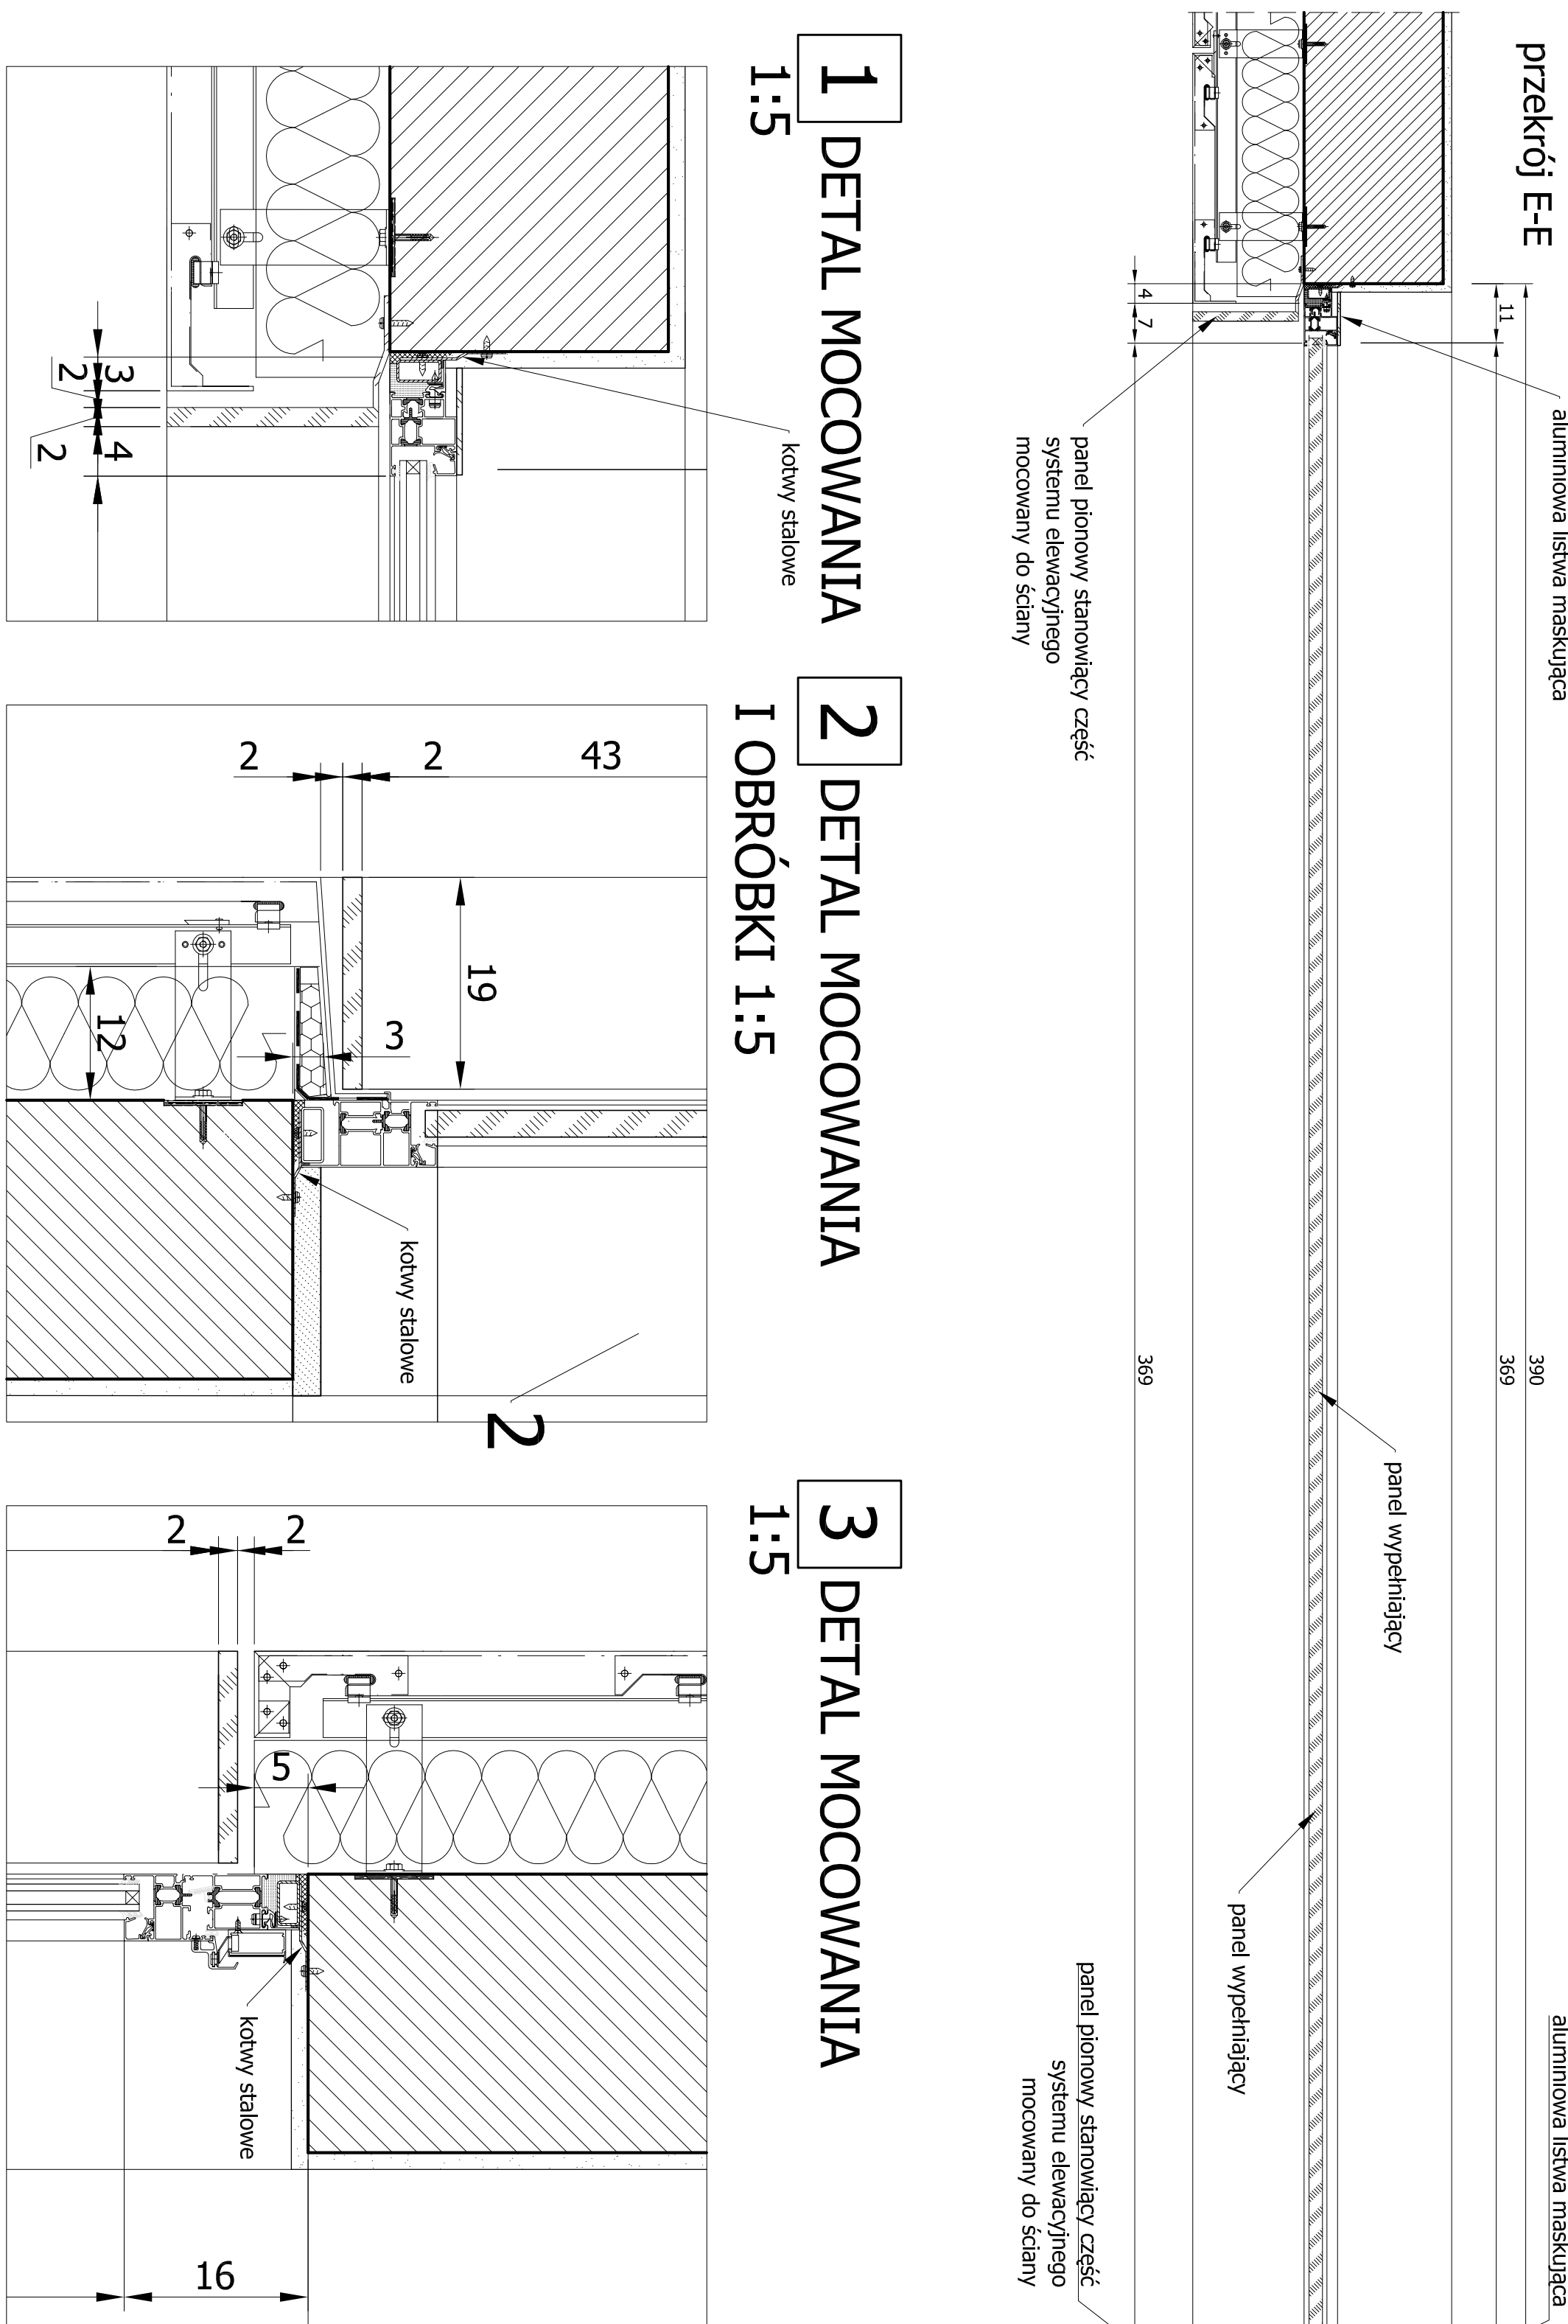 przekrój E-E
aluminiowa listwa maskująca
390
11
369
4
7
369
panel pionowy stanowiący część
systemu elewacyjnego
mocowany do ściany
panel wypełniający
panel wypełniający
aluminiowa listwa maskująca
panel pionowy stanowiący część
systemu elewacyjnego
mocowany do ściany
1 DETAL MOCOWANIA
1:5
kotwy stalowe
3
2
4
2
2 DETAL MOCOWANIA
I OBRÓBKI 1:5
2
2
43
19
12
3
kotwy stalowe
2
3 DETAL MOCOWANIA
1:5
2
2
5
kotwy stalowe
16